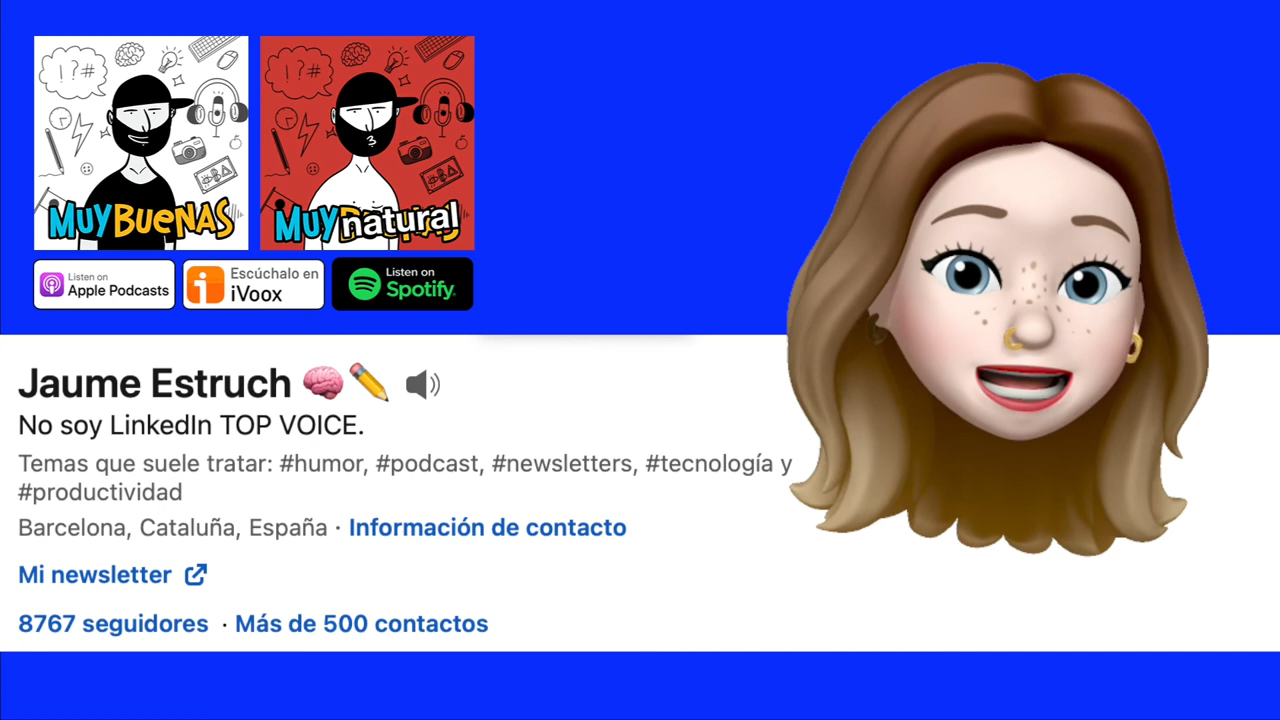 !?#
!?#
MUYBUENAS
MUYnatural
Listen on
Apple Podcasts
Escúchalo en
iVoox
Listen on
Spotify
Jaume Estruch 🧠✏️
No soy LinkedIn TOP VOICE.
Temas que suele tratar: #humor, #podcast, #newsletters, #tecnología y
#productividad
Barcelona, Cataluña, España · Información de contacto
Mi newsletter
8767 seguidores · Más de 500 contactos